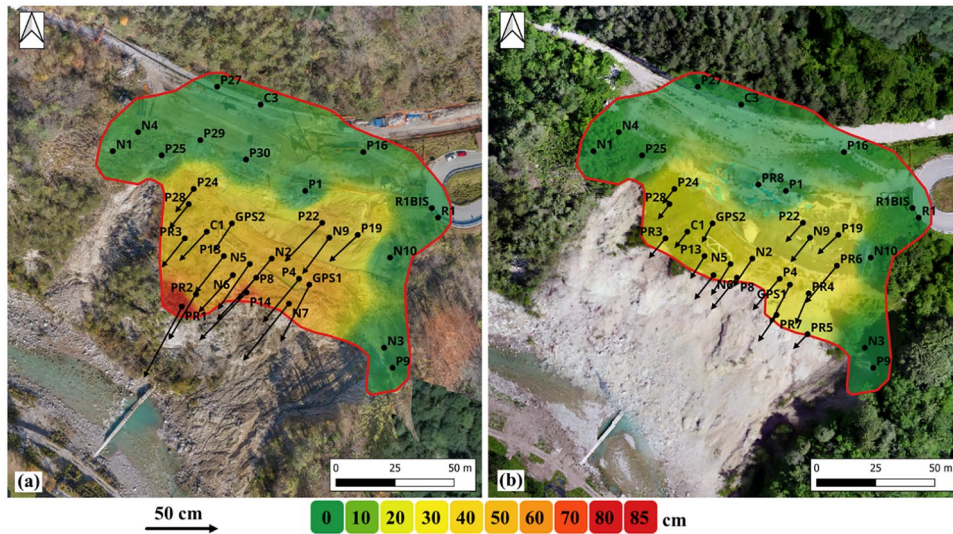 P27
C3
N4
P29
N1
P25
P30
P16
P1
P24
P28
R1BIS
R1
C1
GPS2
P22
P19
PR3
N9
P13
N10
N5
N2
P8
P4
GPS1
N6
PR2
P14
PR1
N7
N3
P9
(a)
0 25 50 m
P27
C3
N4
N1
P25
P16
PR8
P1
P24
P28
R1BIS
R1
C1
GPS2
P22
P19
PR3
N9
P13
N10
N5
N2
PR6
N6
P8
P4
GPS1
PR4
PR7
PR5
N3
P9
(b)
0 25 50 m
50 cm
0 10 20 30 40 50 60 70 80 85 cm